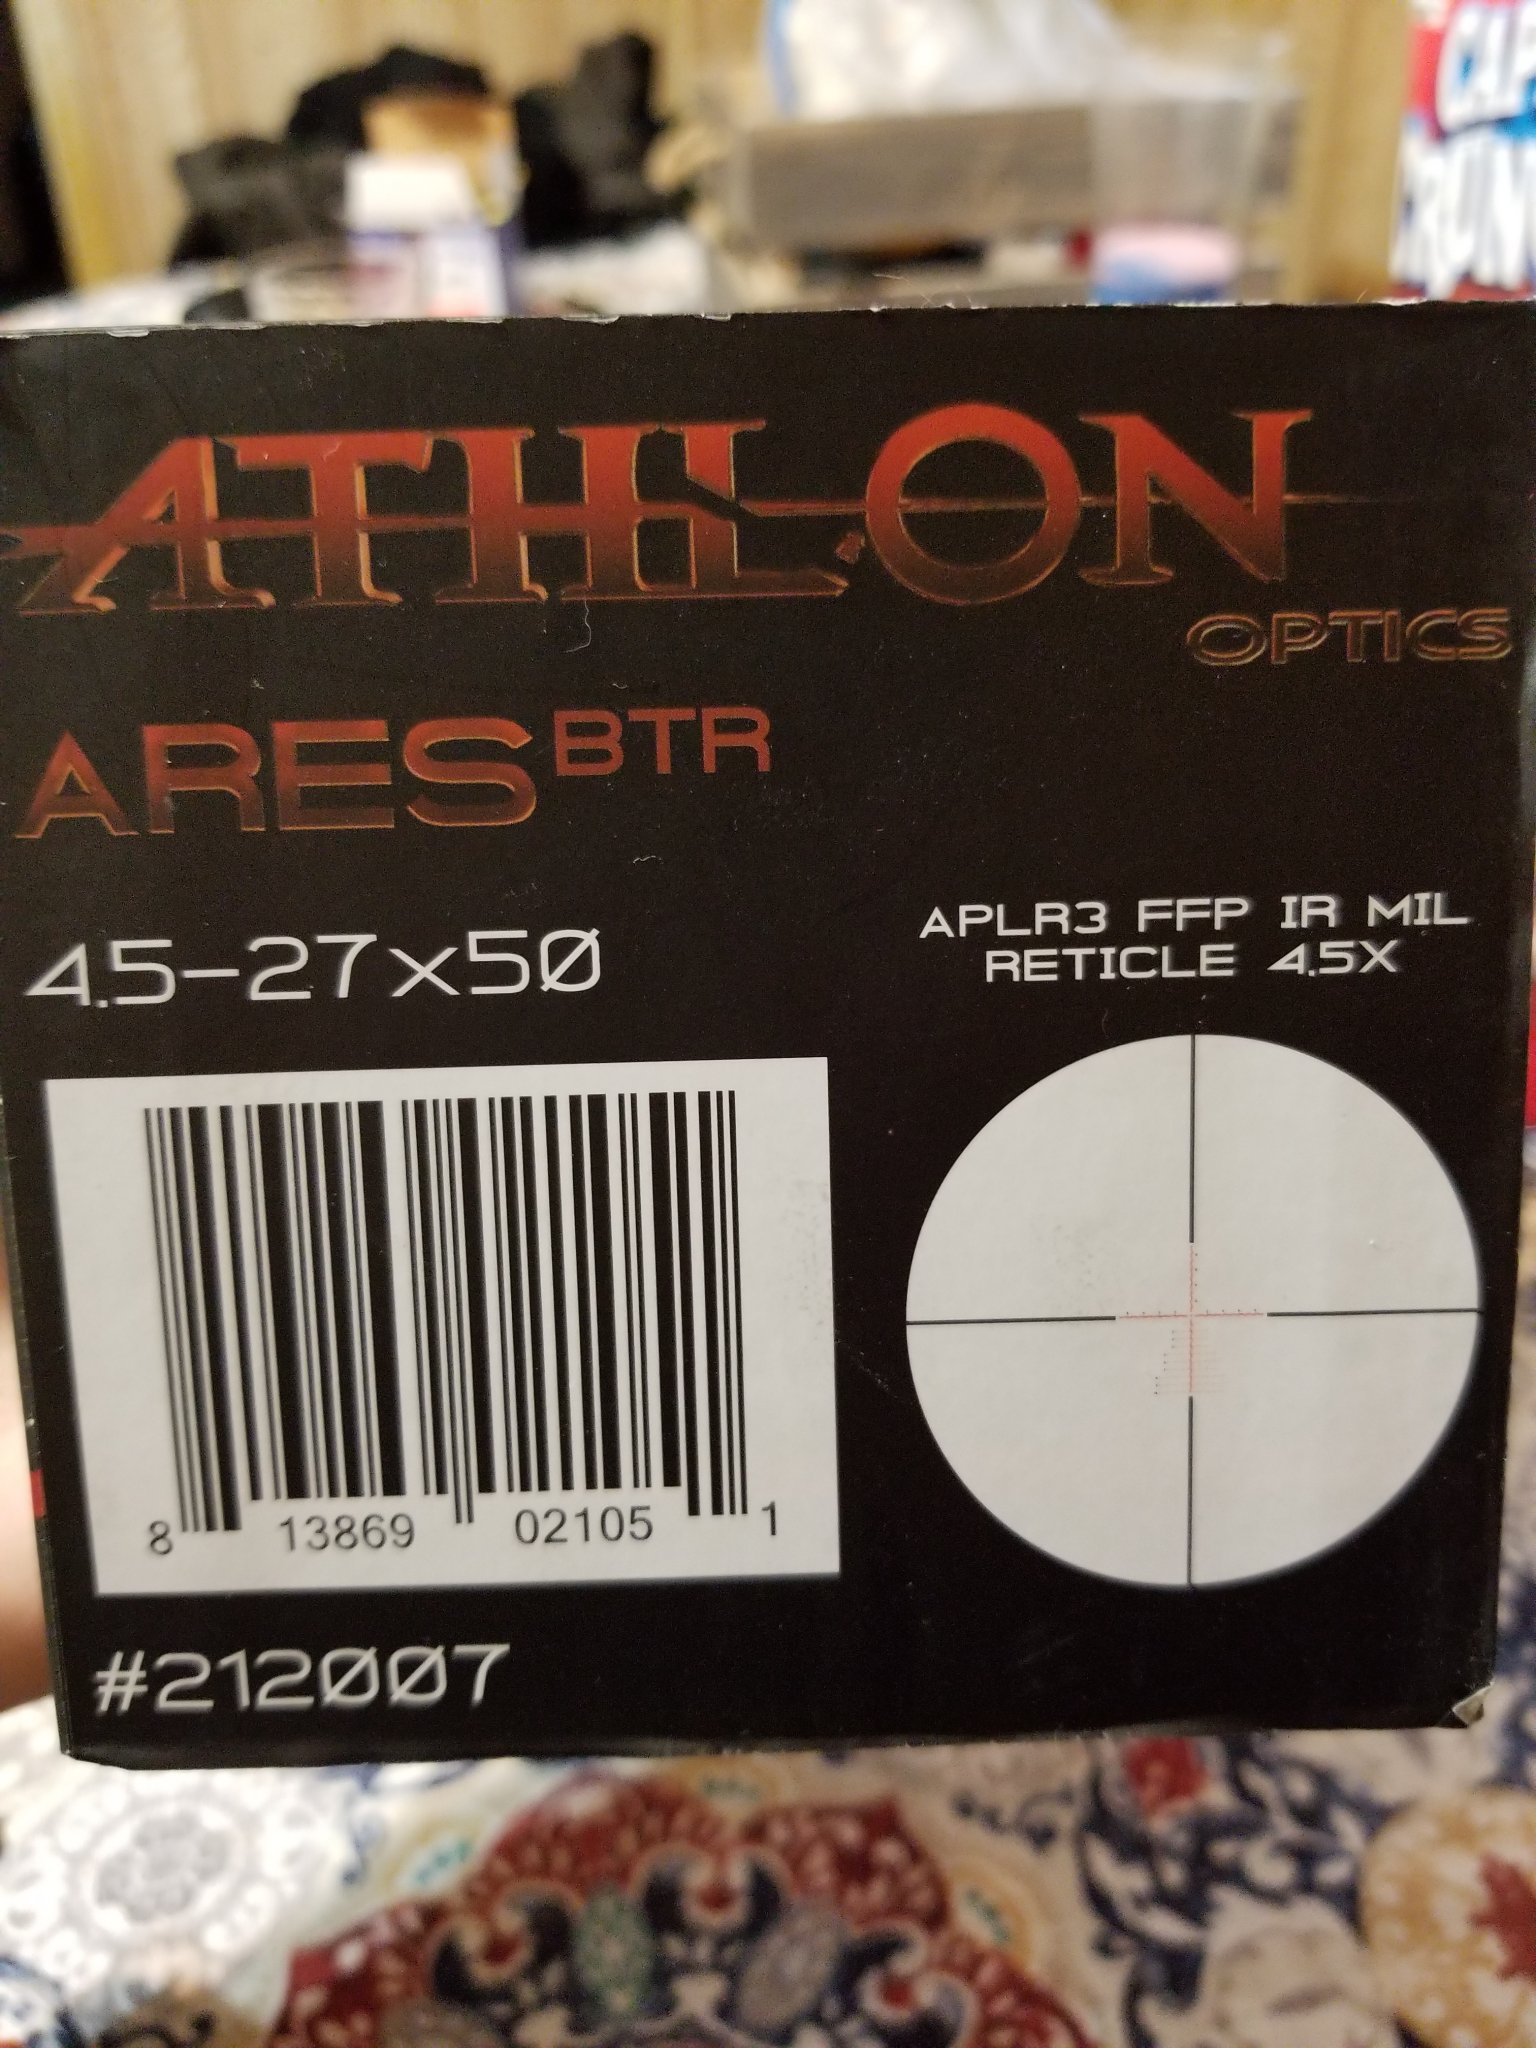 ATHLON
OPTICS
ARES BTR
4.5-27x50
APLR3 FFP IR MIL
RETICLE 4.5X
8 13869 02105 1
#212007